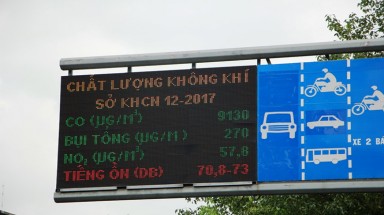 CHẤT LƯỢNG KHÔNG KHÍ
SỞ KHCN 12-2017
CO (µG/M³) 9130
BỤI TỔNG (µG/M³) 270
NO₂ (µG/M³) 57,8
TIẾNG ỒN (DB) 70,8-73
XE 2 BÁ